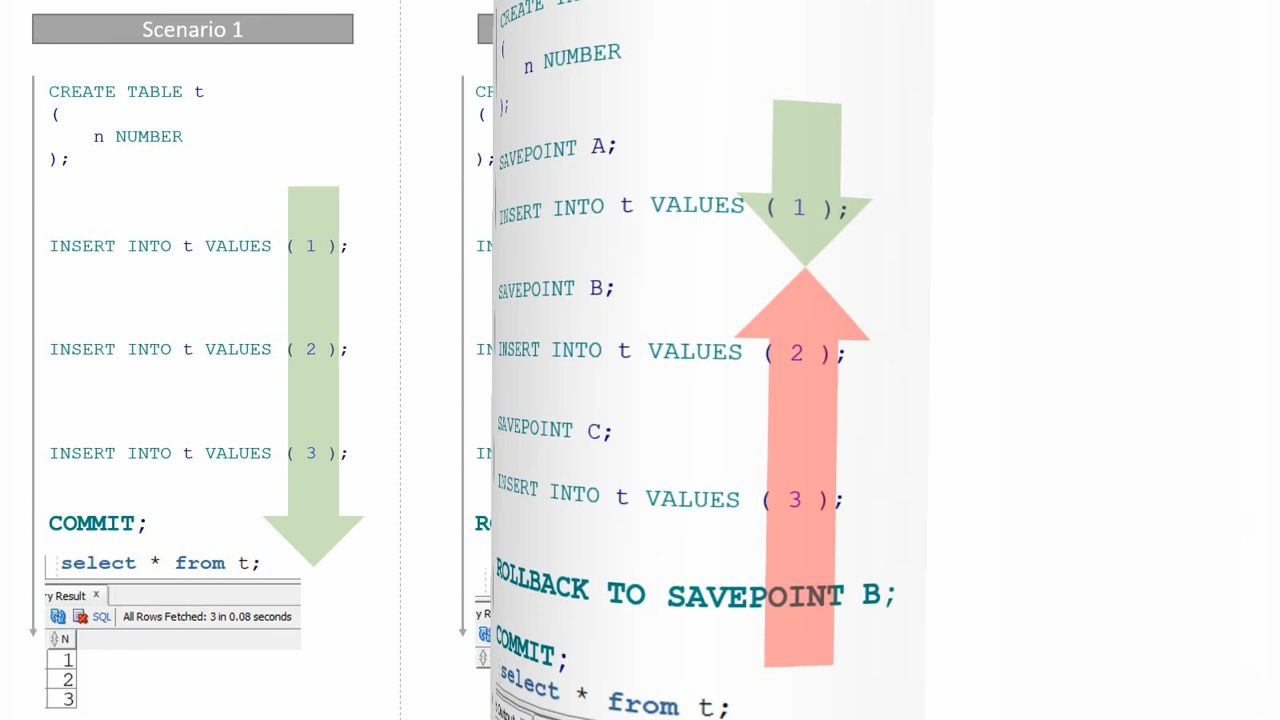 Scenario 1
CREATE TABLE t
(
n NUMBER
);
INSERT INTO t VALUES ( 1 );
INSERT INTO t VALUES ( 2 );
INSERT INTO t VALUES ( 3 );
COMMIT;
select * from t;
ry Result x
SQL All Rows Fetched: 3 in 0.08 seconds
N
1
2
3
(
);
CREATE
(
n NUMBER
);
SAVEPOINT A;
INSERT INTO t VALUES ( 1 );
SAVEPOINT B;
INSERT INTO t VALUES ( 2 );
SAVEPOINT C;
INSERT INTO t VALUES ( 3 );
ROLLBACK TO SAVEPOINT B;
COMMIT;
select * from t;